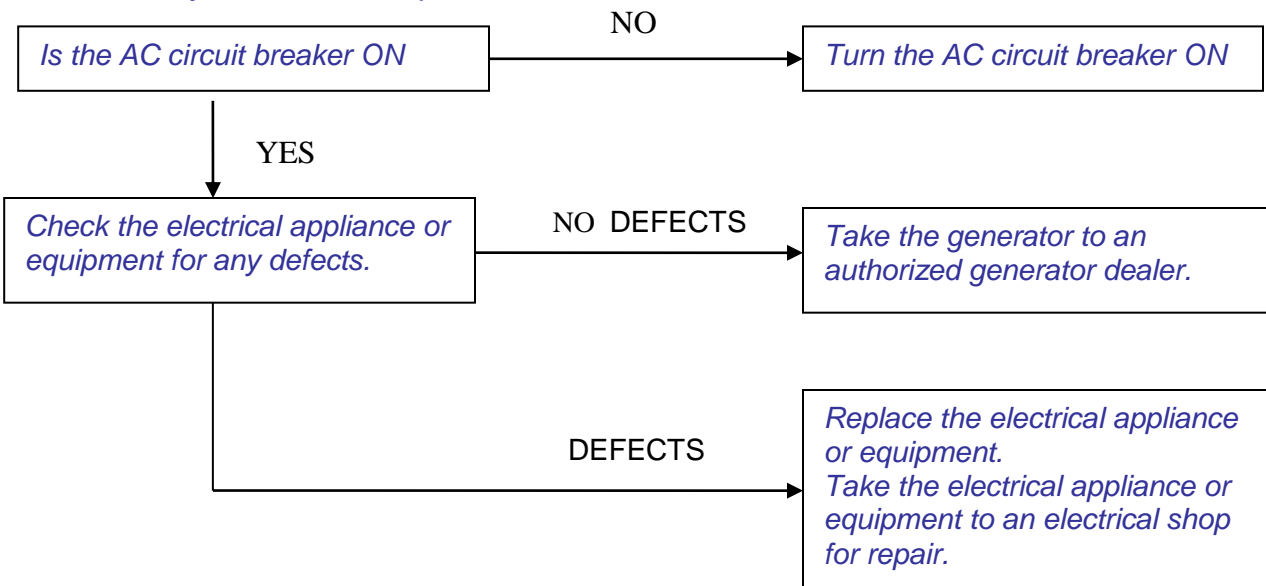 NO
Is the AC circuit breaker ON
Turn the AC circuit breaker ON
YES
Check the electrical appliance or
equipment for any defects.
NO DEFECTS
Take the generator to an
authorized generator dealer.
DEFECTS
Replace the electrical appliance
or equipment.
Take the electrical appliance or
equipment to an electrical shop
for repair.